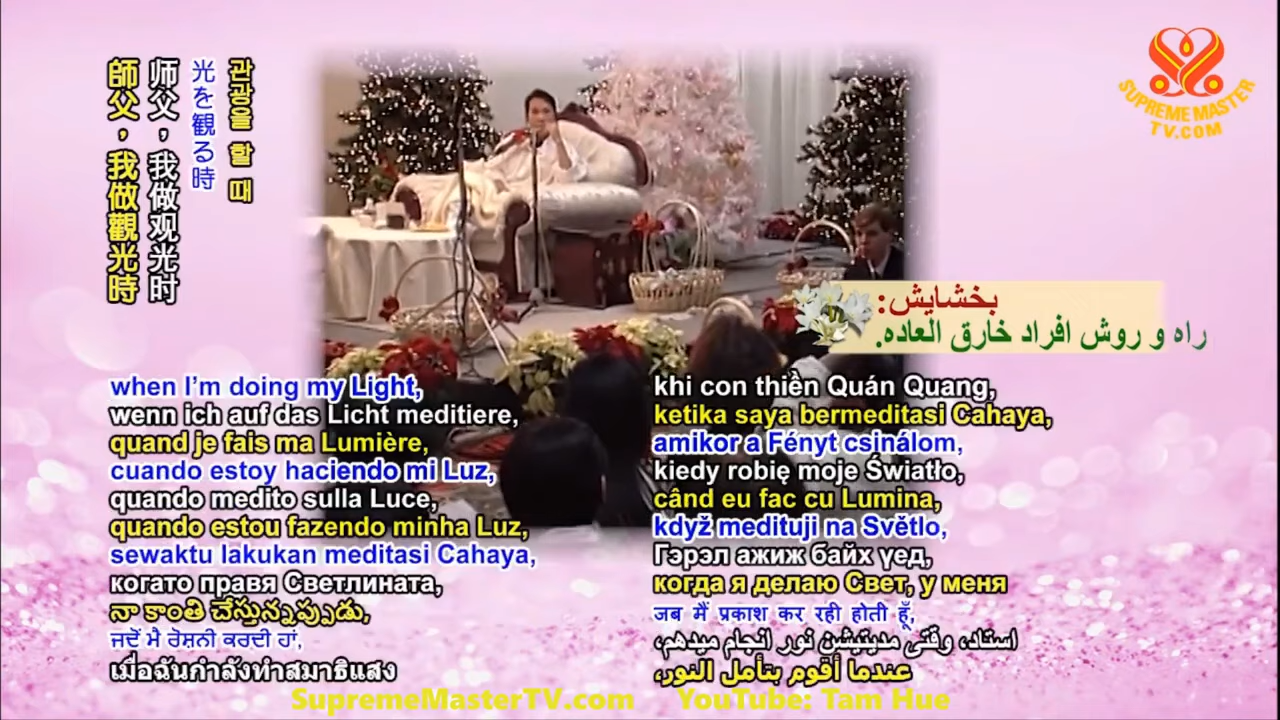 관광을 할 때
光を観る時
师父，我做观光时
師父，我做觀光時
SUPREME MASTER
TV.COM
بخشایش:
راه و روش افراد خارق العاده.
when I’m doing my Light,
wenn ich auf das Licht meditiere,
quand je fais ma Lumière,
cuando estoy haciendo mi Luz,
quando medito sulla Luce,
quando estou fazendo minha Luz,
sewaktu lakukan meditasi Cahaya,
когато правя Светлината,
నా కాంతి చేస్తున్నప్పుడు,
ਜਦੋਂ ਮੈਂ ਰੋਸ਼ਨੀ ਕਰਦੀ ਹਾਂ,
เมื่อฉันกำลังทำสมาธิแสง
khi con thiền Quán Quang,
ketika saya bermeditasi Cahaya,
amikor a Fényt csinálom,
kiedy robię moje Światło,
când eu fac cu Lumina,
když medituji na Světlo,
Гэрэл ажиж байх үед,
когда я делаю Свет, у меня
जब मैं प्रकाश कर रही होती हूँ,
استاد، وقتی مدیتیشن نور انجام میدهم،
عندما أقوم بتأمل النور،
SupremeMasterTV.com
YouTube: Tam Hue